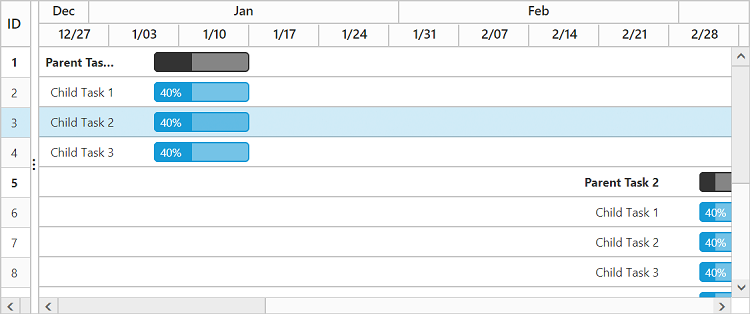 ID
Dec Jan Feb
12/27 1/03 1/10 1/17 1/24 1/31 2/07 2/14 2/21 2/28
1 Parent Tas...
2 Child Task 1 40%
3 Child Task 2 40%
4 Child Task 3 40%
5 Parent Task 2
6 Child Task 1 40%
7 Child Task 2 40%
8 Child Task 3 40%